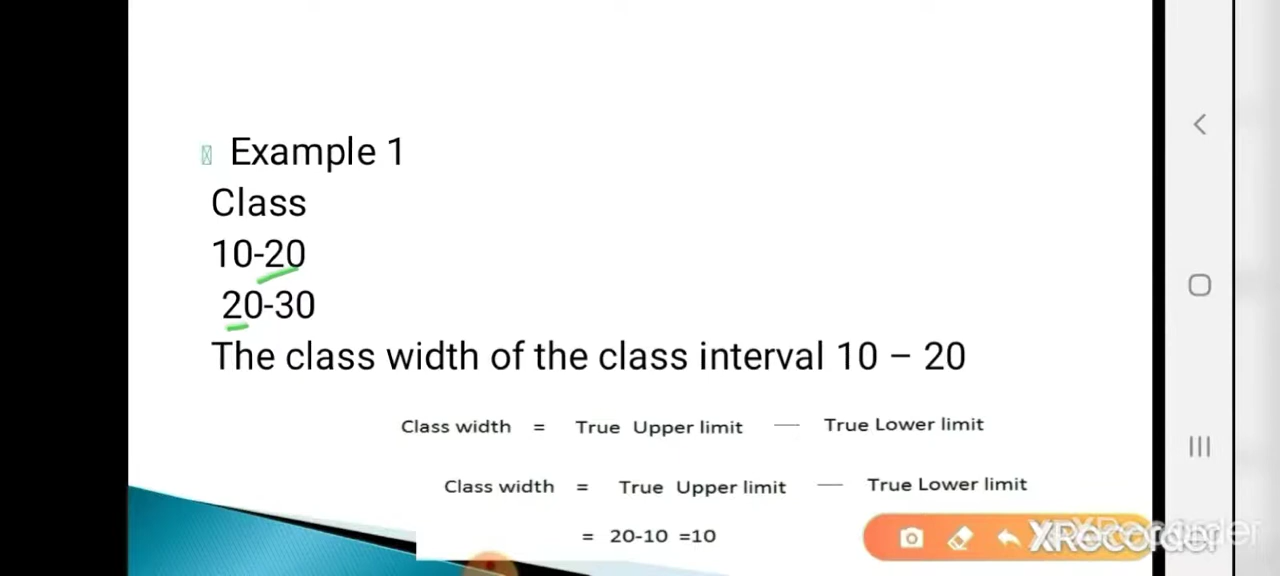 Example 1
Class
10-20
20-30
The class width of the class interval 10 – 20
Class width = True Upper limit — True Lower limit
Class width = True Upper limit — True Lower limit
= 20-10 =10
XRecorder